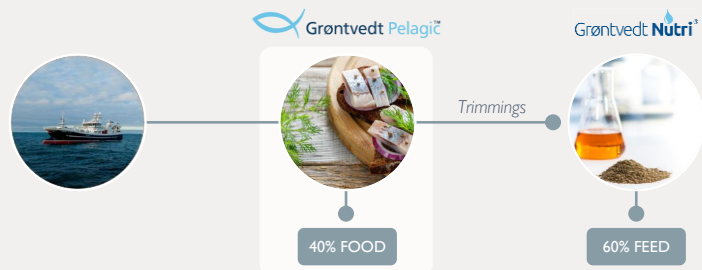 Grøntvedt Pelagic™
Grøntvedt Nutri³
Trimmings
40% FOOD
60% FEED